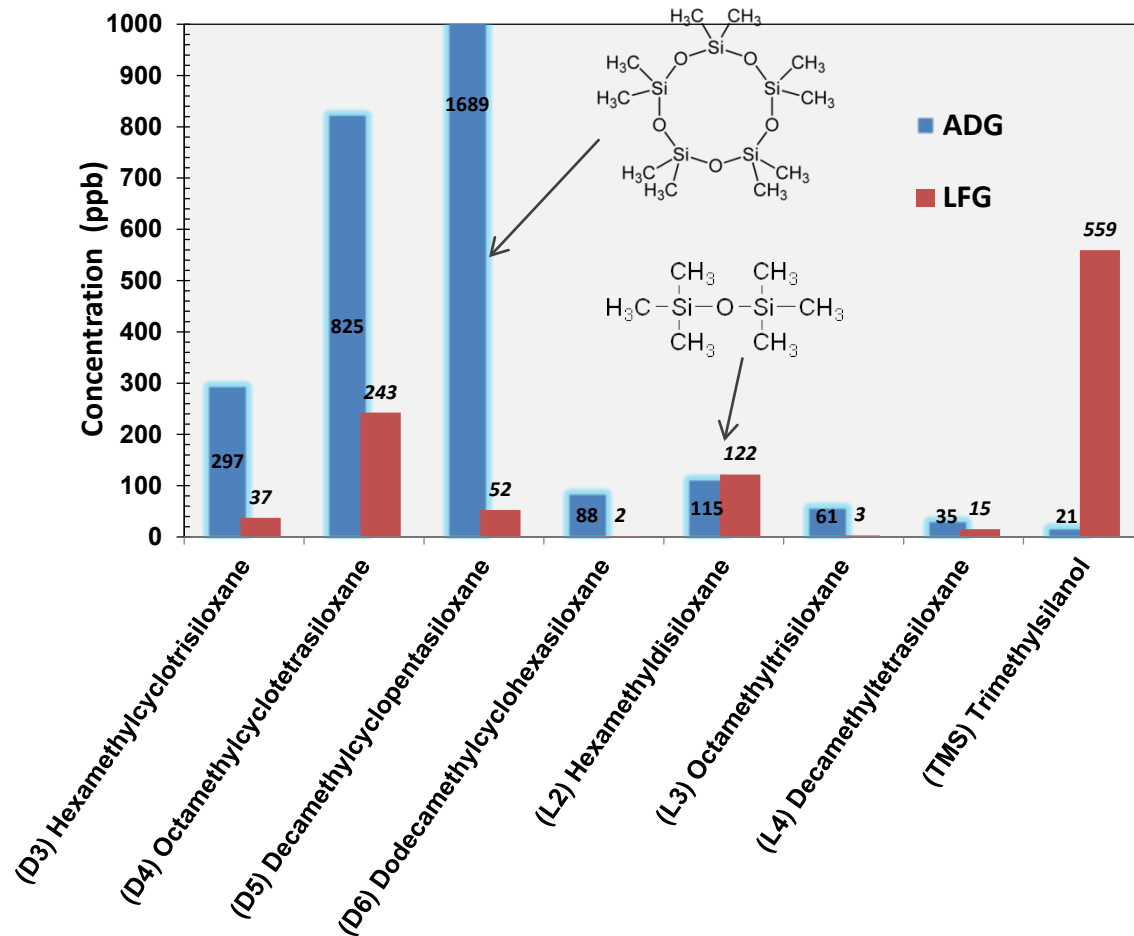 Concentration (ppb)
1000
900
800
700
600
500
400
300
200
100
0
ADG
LFG
297
37
825
243
1689
52
88
2
115
122
61
3
35
15
21
559
H₃C CH₃
H₃C O Si O CH₃
Si Si
H₃C CH₃
O O
H₃C Si O Si CH₃
H₃C CH₃ H₃C CH₃
CH₃ CH₃
H₃C Si O Si CH₃
CH₃ CH₃
(D3) Hexamethylcyclotrisiloxane
(D4) Octamethylcyclotetrasiloxane
(D5) Decamethylcyclopentasiloxane
(D6) Dodecamethylcyclohexasiloxane
(L2) Hexamethyldisiloxane
(L3) Octamethyltrisiloxane
(L4) Decamethyltetrasiloxane
(TMS) Trimethylsilanol